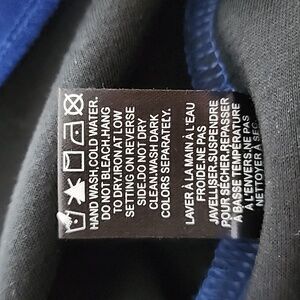 HAND WASH,COLD WATER.
DO NOT BLEACH.HANG
TO DRY.IRON AT LOW
SETTING ON REVERSE
SIDE.DO NOT DRY
CLEAN.WASH DARK
COLORS SEPARATELY.
LAVER À LA MAIN À L'EAU
FROIDE.NE PAS
JAVELLISER.SUSPENDRE
POUR SÉCHER.REPASSER
A BASSE TEMPÉRATURE
À L'ENVERS.NE PAS
NETTOYER À SEC